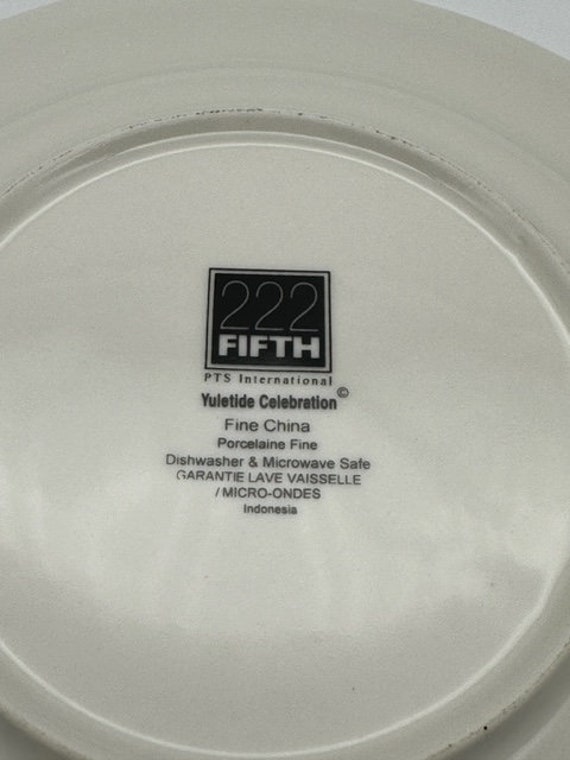 222
FIFTH
PTS International
Yuletide Celebration©
Fine China
Porcelaine Fine
Dishwasher & Microwave Safe
GARANTIE LAVE VAISSELLE
/MICRO-ONDES
Indonesia